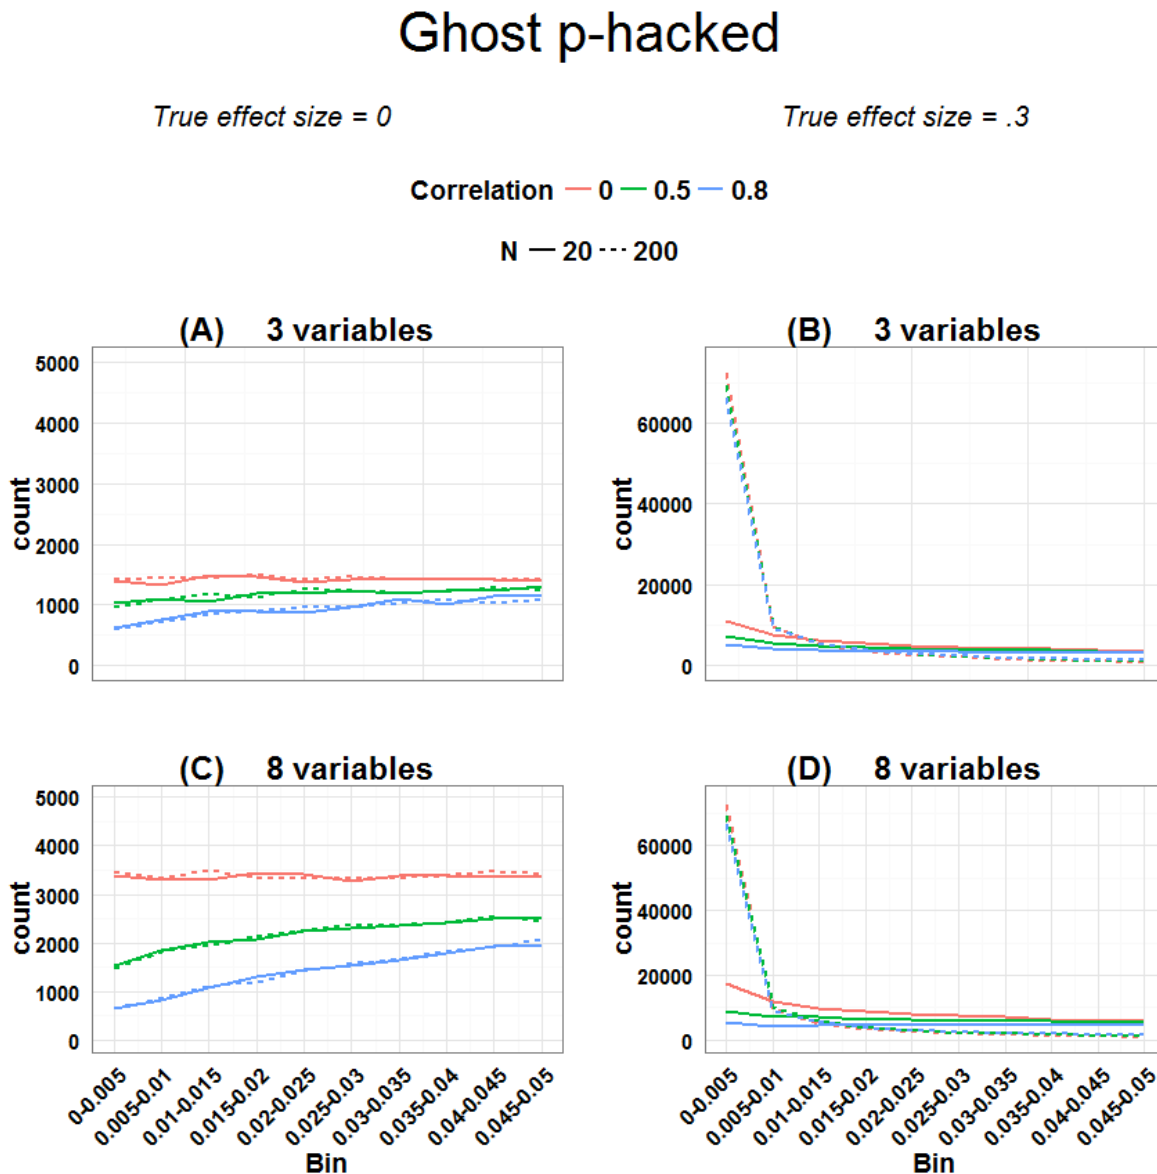 Ghost p-hacked
True effect size = 0
True effect size = .3
Correlation 0 0.5 0.8
N 20 200
(A) 3 variables
5000
4000
3000
2000
1000
0
count
(B) 3 variables
60000
40000
20000
0
count
(C) 8 variables
5000
4000
3000
2000
1000
0
count
0-0.005
0.005-0.01
0.01-0.015
0.015-0.02
0.02-0.025
0.025-0.03
0.03-0.035
0.035-0.04
0.04-0.045
0.045-0.05
Bin
(D) 8 variables
60000
40000
20000
0
count
0-0.005
0.005-0.01
0.01-0.015
0.015-0.02
0.02-0.025
0.025-0.03
0.03-0.035
0.035-0.04
0.04-0.045
0.045-0.05
Bin